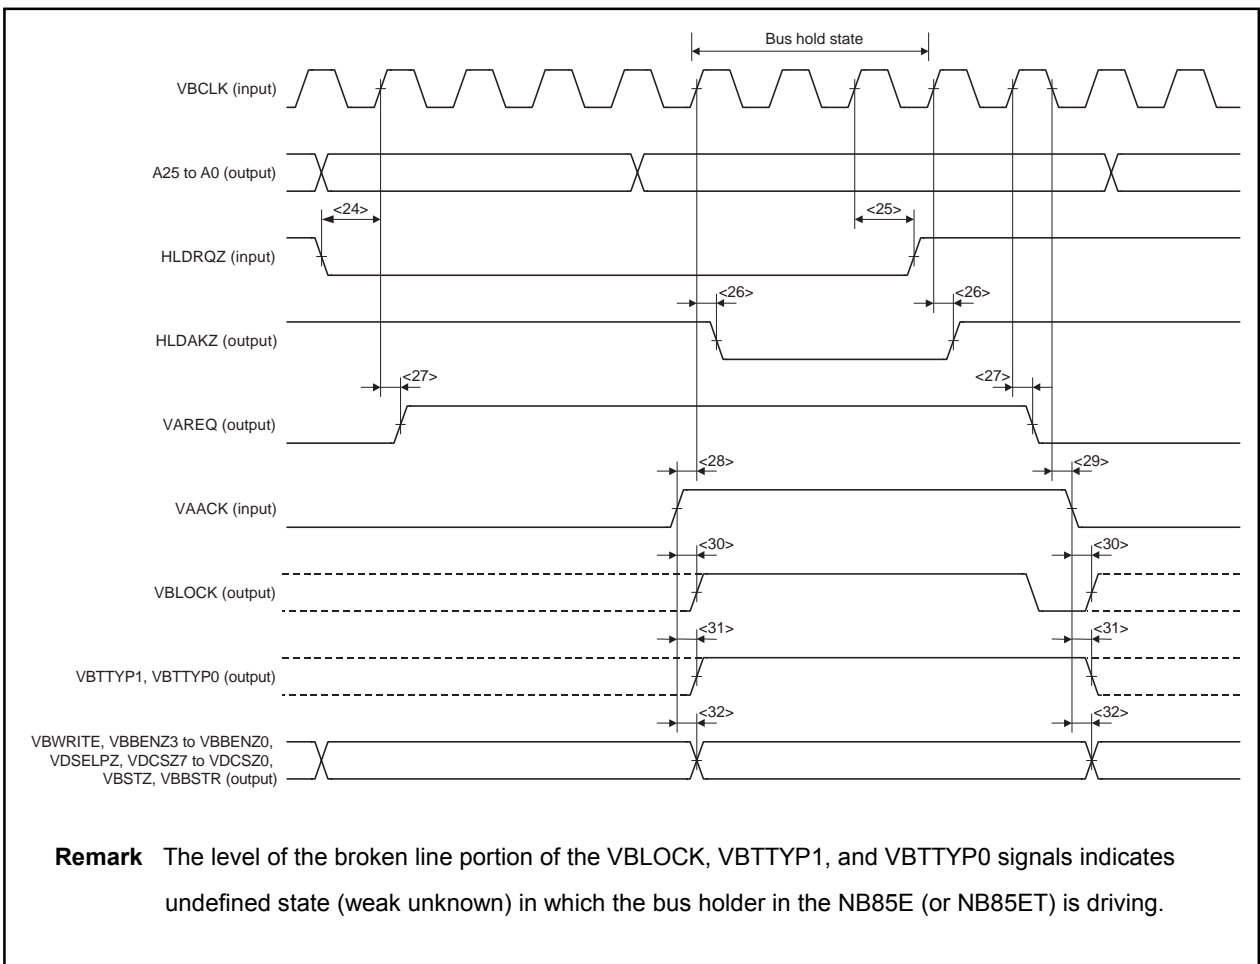 Bus hold state
VBCLK (input)
A25 to A0 (output)
<24>
<25>
HLDRQZ (input)
<26>
<26>
HLDAKZ (output)
<27>
<27>
VAREQ (output)
<28>
<29>
VAACK (input)
<30>
<30>
VBLOCK (output)
<31>
<31>
VBTTYP1, VBTTYP0 (output)
<32>
<32>
VBWRITE, VBBENZ3 to VBBENZ0,
VDSELPZ, VDCSZ7 to VDCSZ0,
VBSTZ, VBBSTR (output)
Remark The level of the broken line portion of the VBLOCK, VBTTYP1, and VBTTYP0 signals indicates
undefined state (weak unknown) in which the bus holder in the NB85E (or NB85ET) is driving.